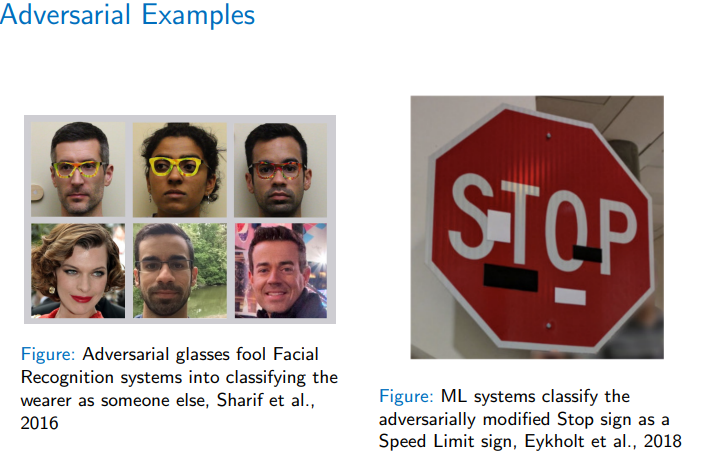 Adversarial Examples
Figure: Adversarial glasses fool Facial
Recognition systems into classifying the
wearer as someone else, Sharif et al.,
2016
STOP
Figure: ML systems classify the
adversarially modified Stop sign as a
Speed Limit sign, Eykholt et al., 2018